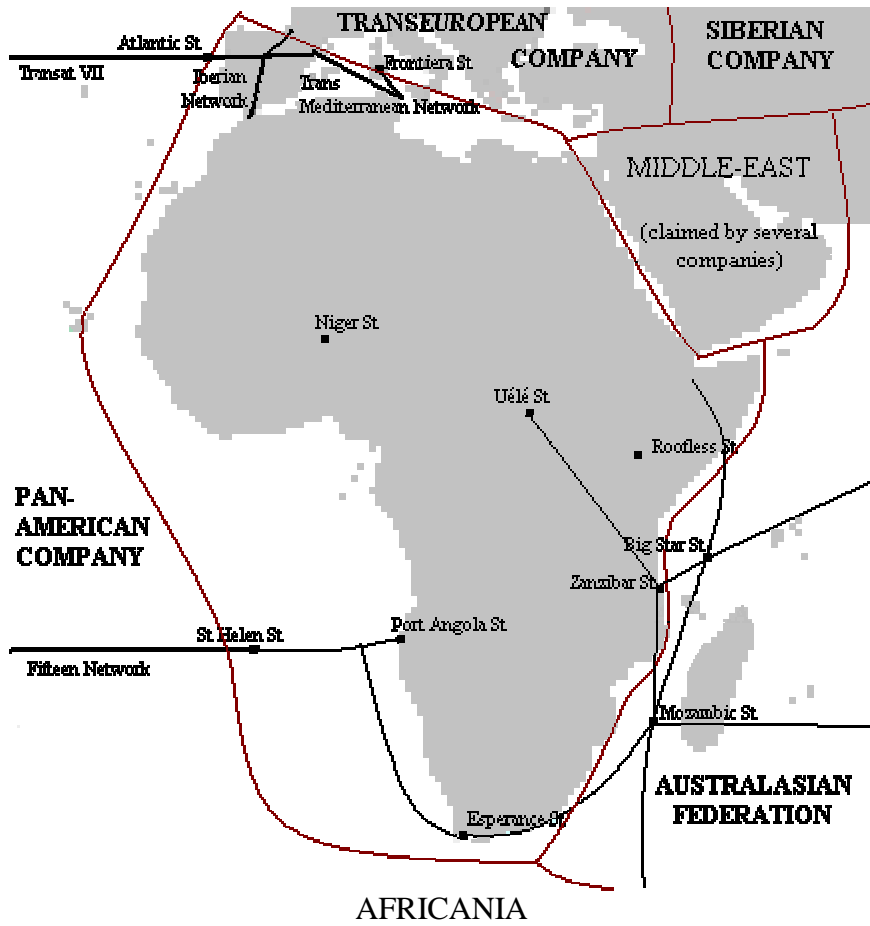 TRANSEUROPEAN
COMPANY
SIBERIAN
COMPANY
Atlantic St
Transat VII
Iberian
Network
Frontiera St
Trans
Mediterranean Network
MIDDLE-EAST
(claimed by several
companies)
Niger St
Uélé St
Roofless St
PAN-
AMERICAN
COMPANY
Big Star St
Zanzibar St
Port Angola St
St Helen St
Fifteen Network
Mozambic St
AUSTRALASIAN
FEDERATION
Esperance St
AFRICANIA